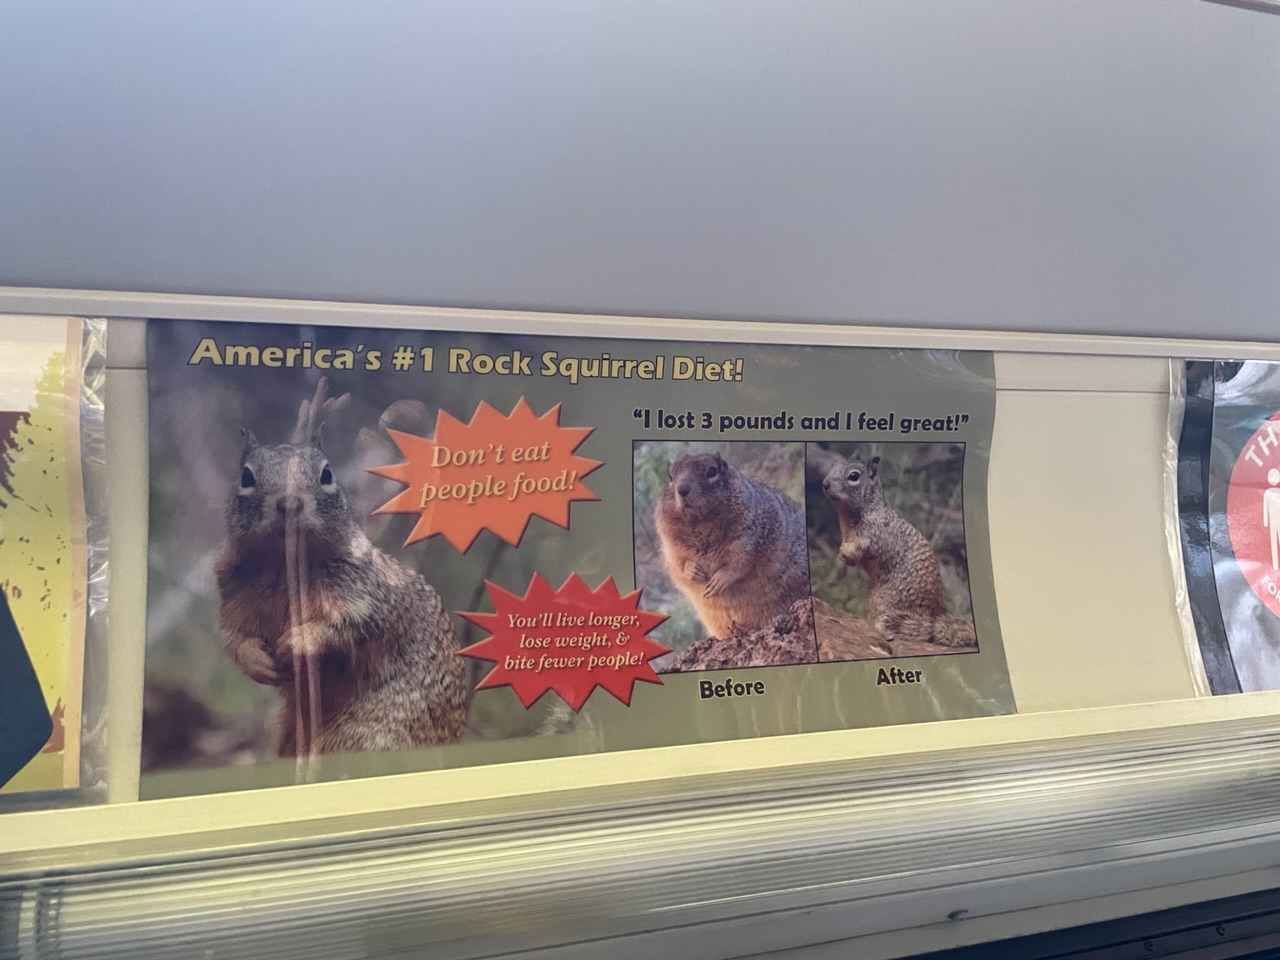 America's #1 Rock Squirrel Diet!
Don't eat
people food!
"I lost 3 pounds and I feel great!"
You'll live longer,
lose weight, &
bite fewer people!
Before
After